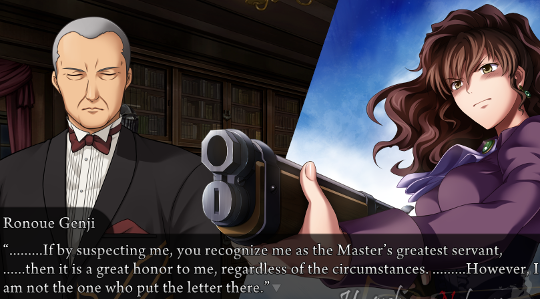 Ronoue Genji
“.........If by suspecting me, you recognize me as the Master's greatest servant,
......then it is a great honor to me, regardless of the circumstances. .........However, I
am not the one who put the letter there.”